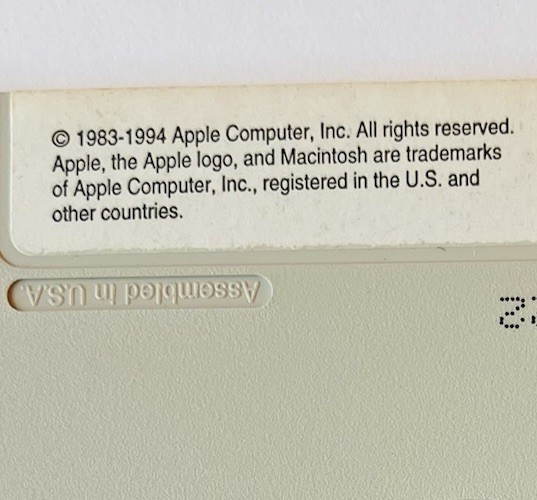 © 1983-1994 Apple Computer, Inc. All rights reserved.
Apple, the Apple logo, and Macintosh are trademarks
of Apple Computer, Inc., registered in the U.S. and
other countries.
Assembled in U.S.A.